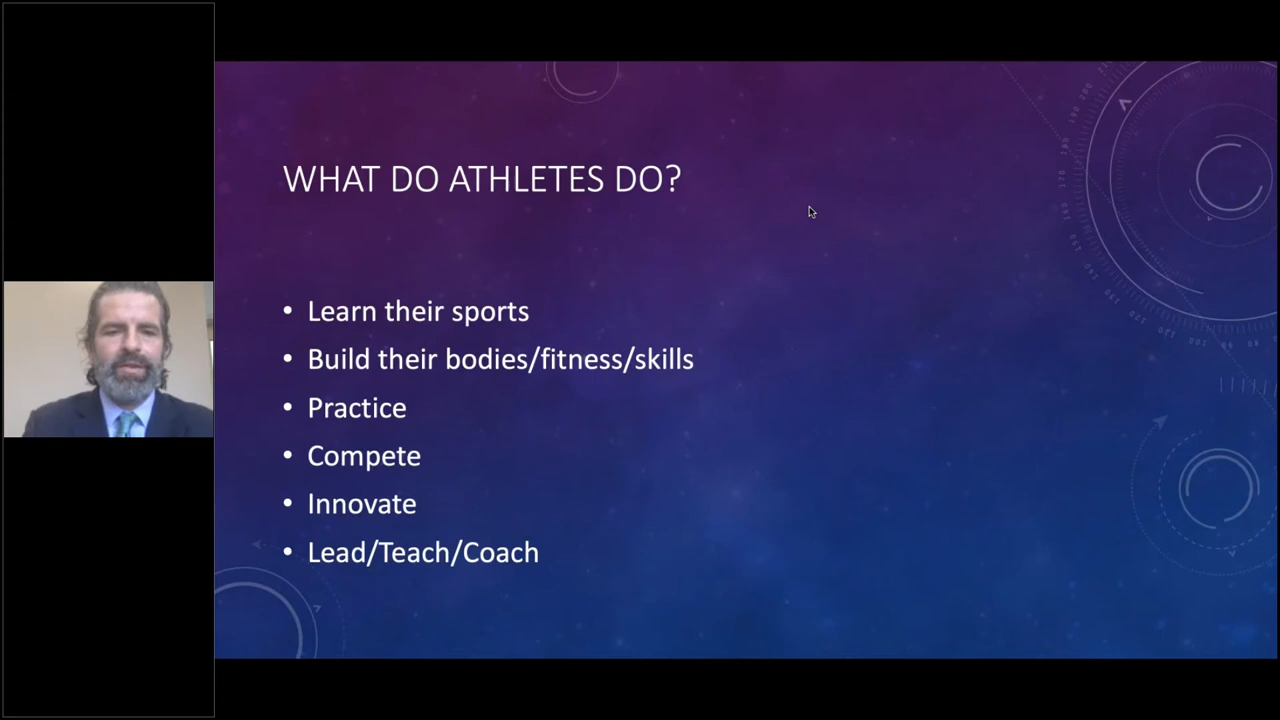 WHAT DO ATHLETES DO?
• Learn their sports
• Build their bodies/fitness/skills
• Practice
• Compete
• Innovate
• Lead/Teach/Coach